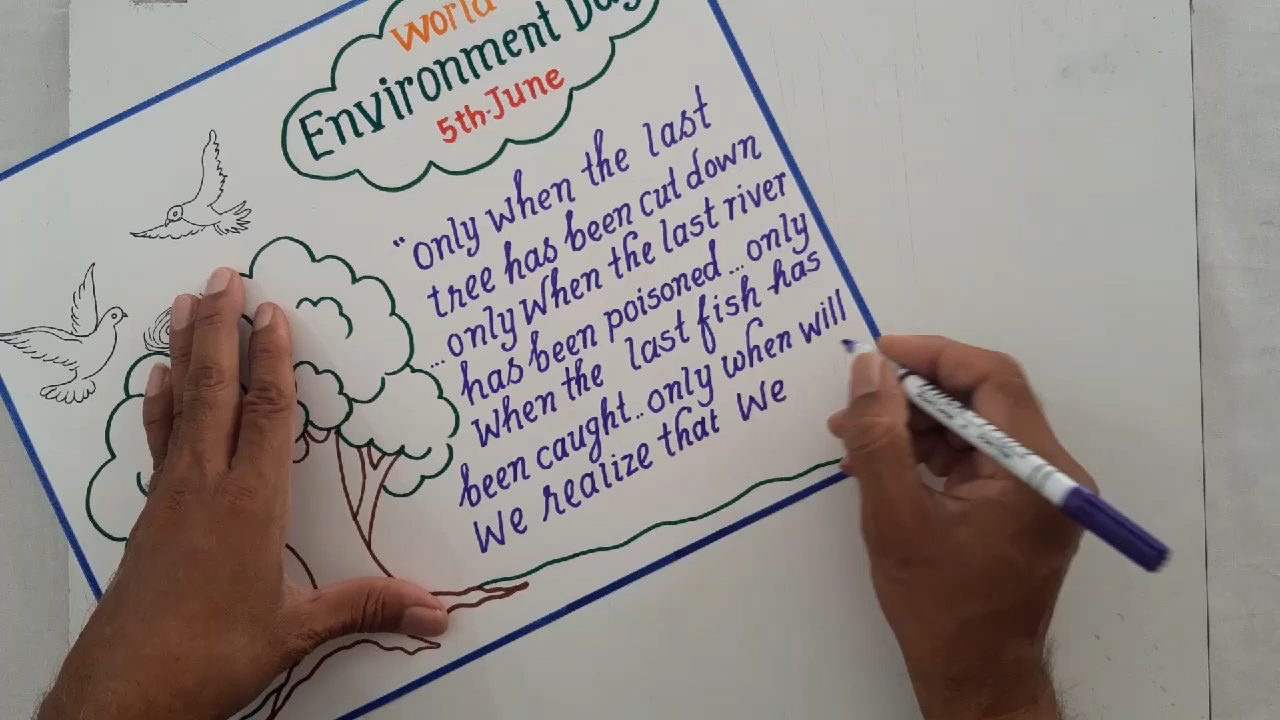 World
Environment Day
5th-June
"only when the last
tree has been cut down
...only when the last river
has been poisoned...only
when the last fish has
been caught..only when will
We realize that We